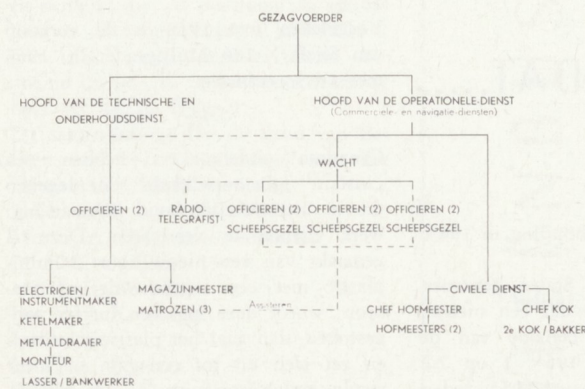 GEZAGVOERDER
HOOFD VAN DE TECHNISCHE- EN
ONDERHOUDSDIENST
HOOFD VAN DE OPERATIONELE-DIENST
(Commerciele- en navigatie-diensten)
WACHT
OFFICIEREN (2)
RADIO-
TELEGRAFIST
OFFICIEREN (2) OFFICIEREN (2) OFFICIEREN (2)
SCHEEPSGEZEL SCHEEPSGEZEL SCHEEPSGEZEL
ELECTRICIEN /
INSTRUMENTMAKER
KETELMAKER
METAALDRAAIER
MONTEUR
LASSER / BANKWERKER
MAGAZIJNMEESTER
MATROZEN (3)
Assisteren
CIVIELE DIENST
CHEF HOFMEESTER
HOFMEESTERS (2)
CHEF KOK
2e KOK / BAKKER